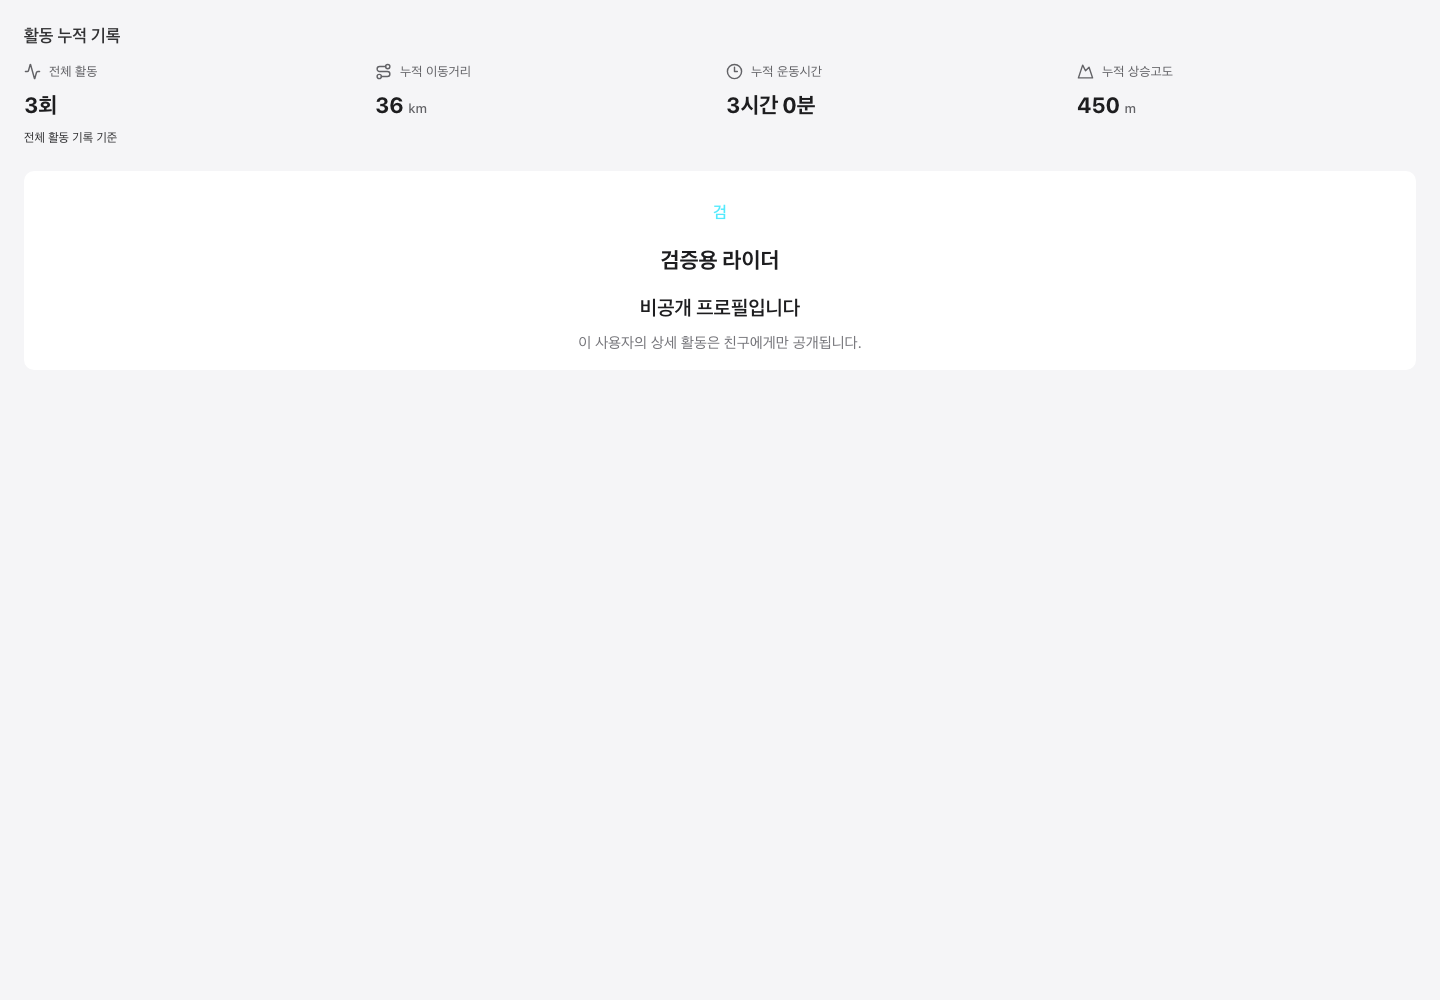 활동 누적 기록
전체 활동
3회
전체 활동 기록 기준
누적 이동거리
36 km
누적 운동시간
3시간 0분
누적 상승고도
450 m
검
검증용 라이더
비공개 프로필입니다
이 사용자의 상세 활동은 친구에게만 공개됩니다.